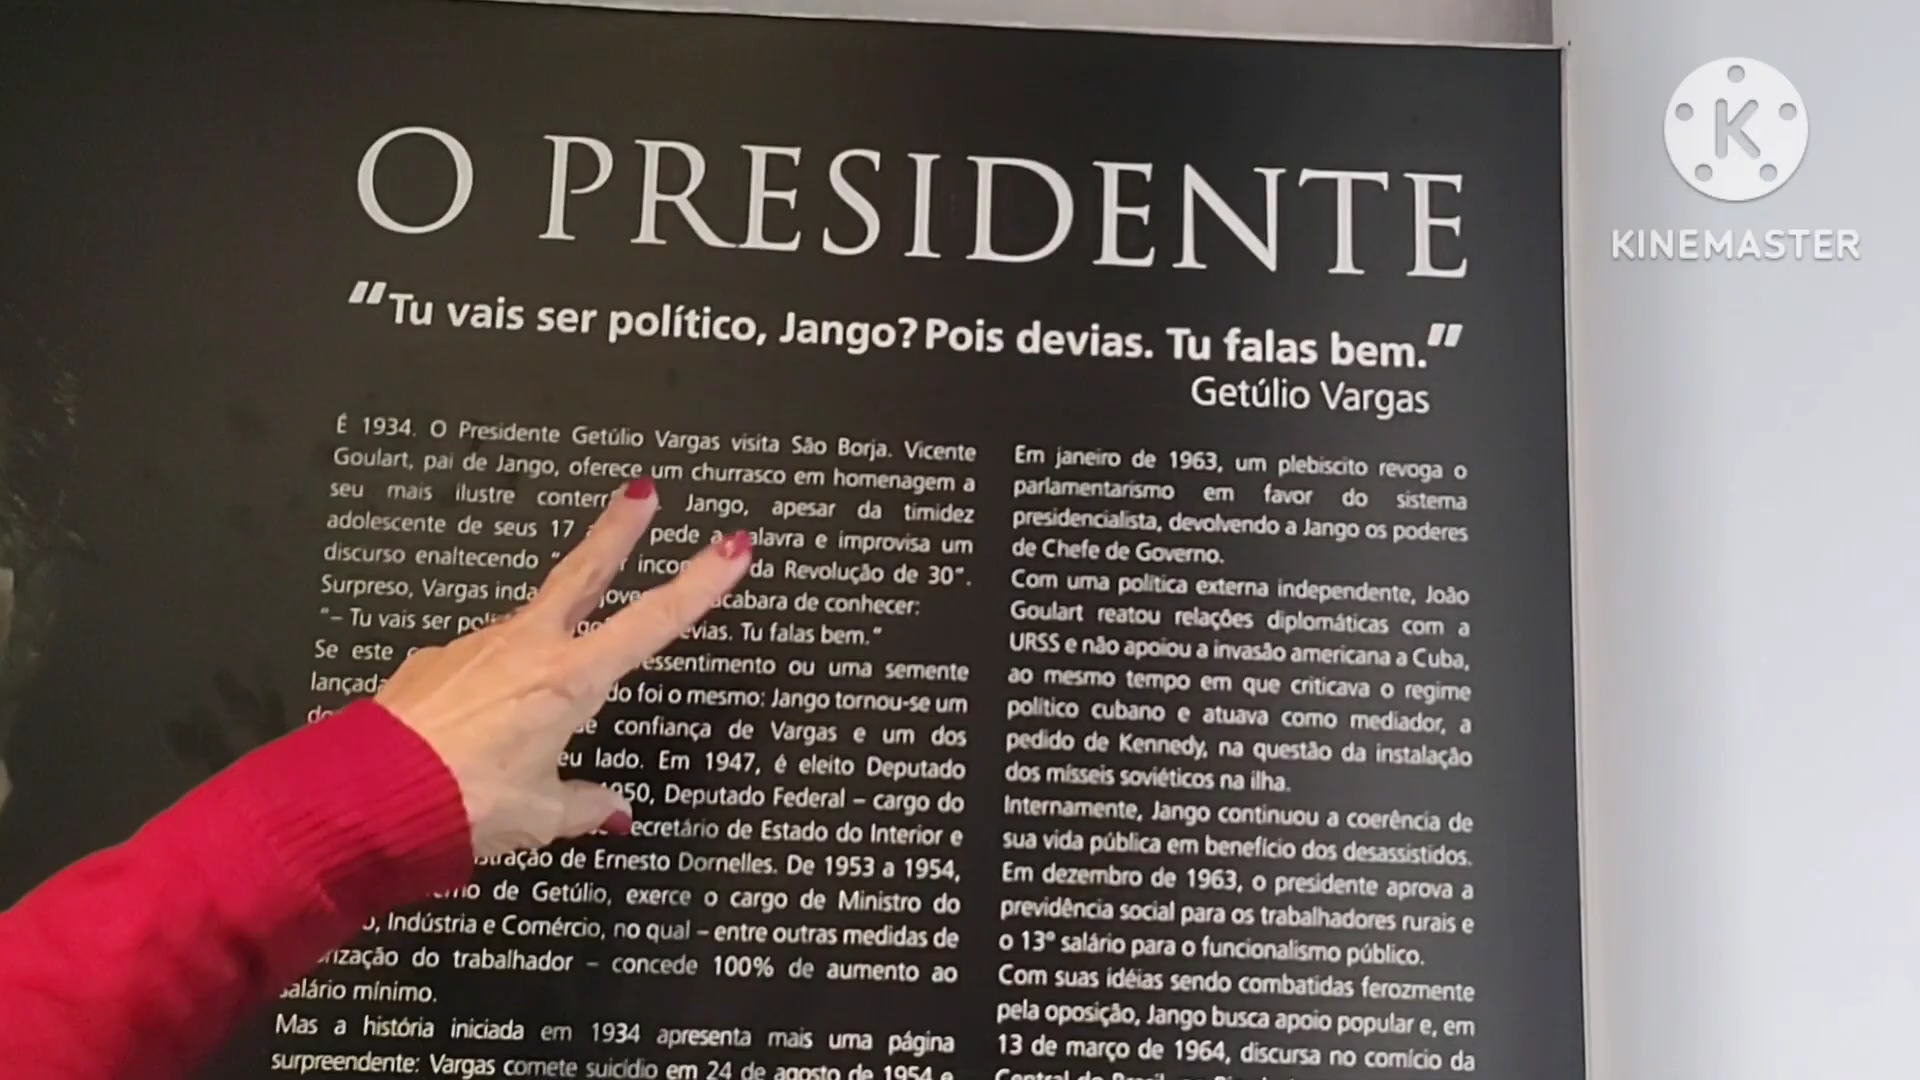 O PRESIDENTE
"Tu vais ser político, Jango? Pois devias. Tu falas bem."
Getúlio Vargas
É 1934. O Presidente Getúlio Vargas visita São Borja. Vicente
Goulart, pai de Jango, oferece um churrasco em homenagem a
seu mais ilustre Jango, apesar da timidez
adolescente de seus 17 pede a palavra e improvisa um
discurso enaltecendo da Revolução de 30".
Surpreso, Vargas acabara de conhecer:
"– Tu vais ser Tu falas bem."
Se este ou uma semente
foi o mesmo: Jango tornou-se um
confiança de Vargas e um dos
lado. Em 1947, é eleito Deputado
Deputado Federal – cargo do
de Estado do Interior e
de Ernesto Dornelles. De 1953 a 1954,
de Getúlio, exerce o cargo de Ministro do
Indústria e Comércio, no qual – entre outras medidas de
do trabalhador – concede 100% de aumento ao
salário mínimo.
Mas a história iniciada em 1934 apresenta mais uma página
surpreendente: Vargas comete suicídio em 24 de agosto de 1954 e
Em janeiro de 1963, um plebiscito revoga o
parlamentarismo em favor do sistema
presidencialista, devolvendo a Jango os poderes
de Chefe de Governo.
Com uma política externa independente, João
Goulart reatou relações diplomáticas com a
URSS e não apoiou a invasão americana a Cuba,
ao mesmo tempo em que criticava o regime
político cubano e atuava como mediador, a
pedido de Kennedy, na questão da instalação
dos mísseis soviéticos na ilha.
Internamente, Jango continuou a coerência de
sua vida pública em benefício dos desassistidos.
Em dezembro de 1963, o presidente aprova a
previdência social para os trabalhadores rurais e
o 13º salário para o funcionalismo público.
Com suas idéias sendo combatidas ferozmente
pela oposição, Jango busca apoio popular e, em
13 de março de 1964, discursa no comício da
K
KINEMASTER